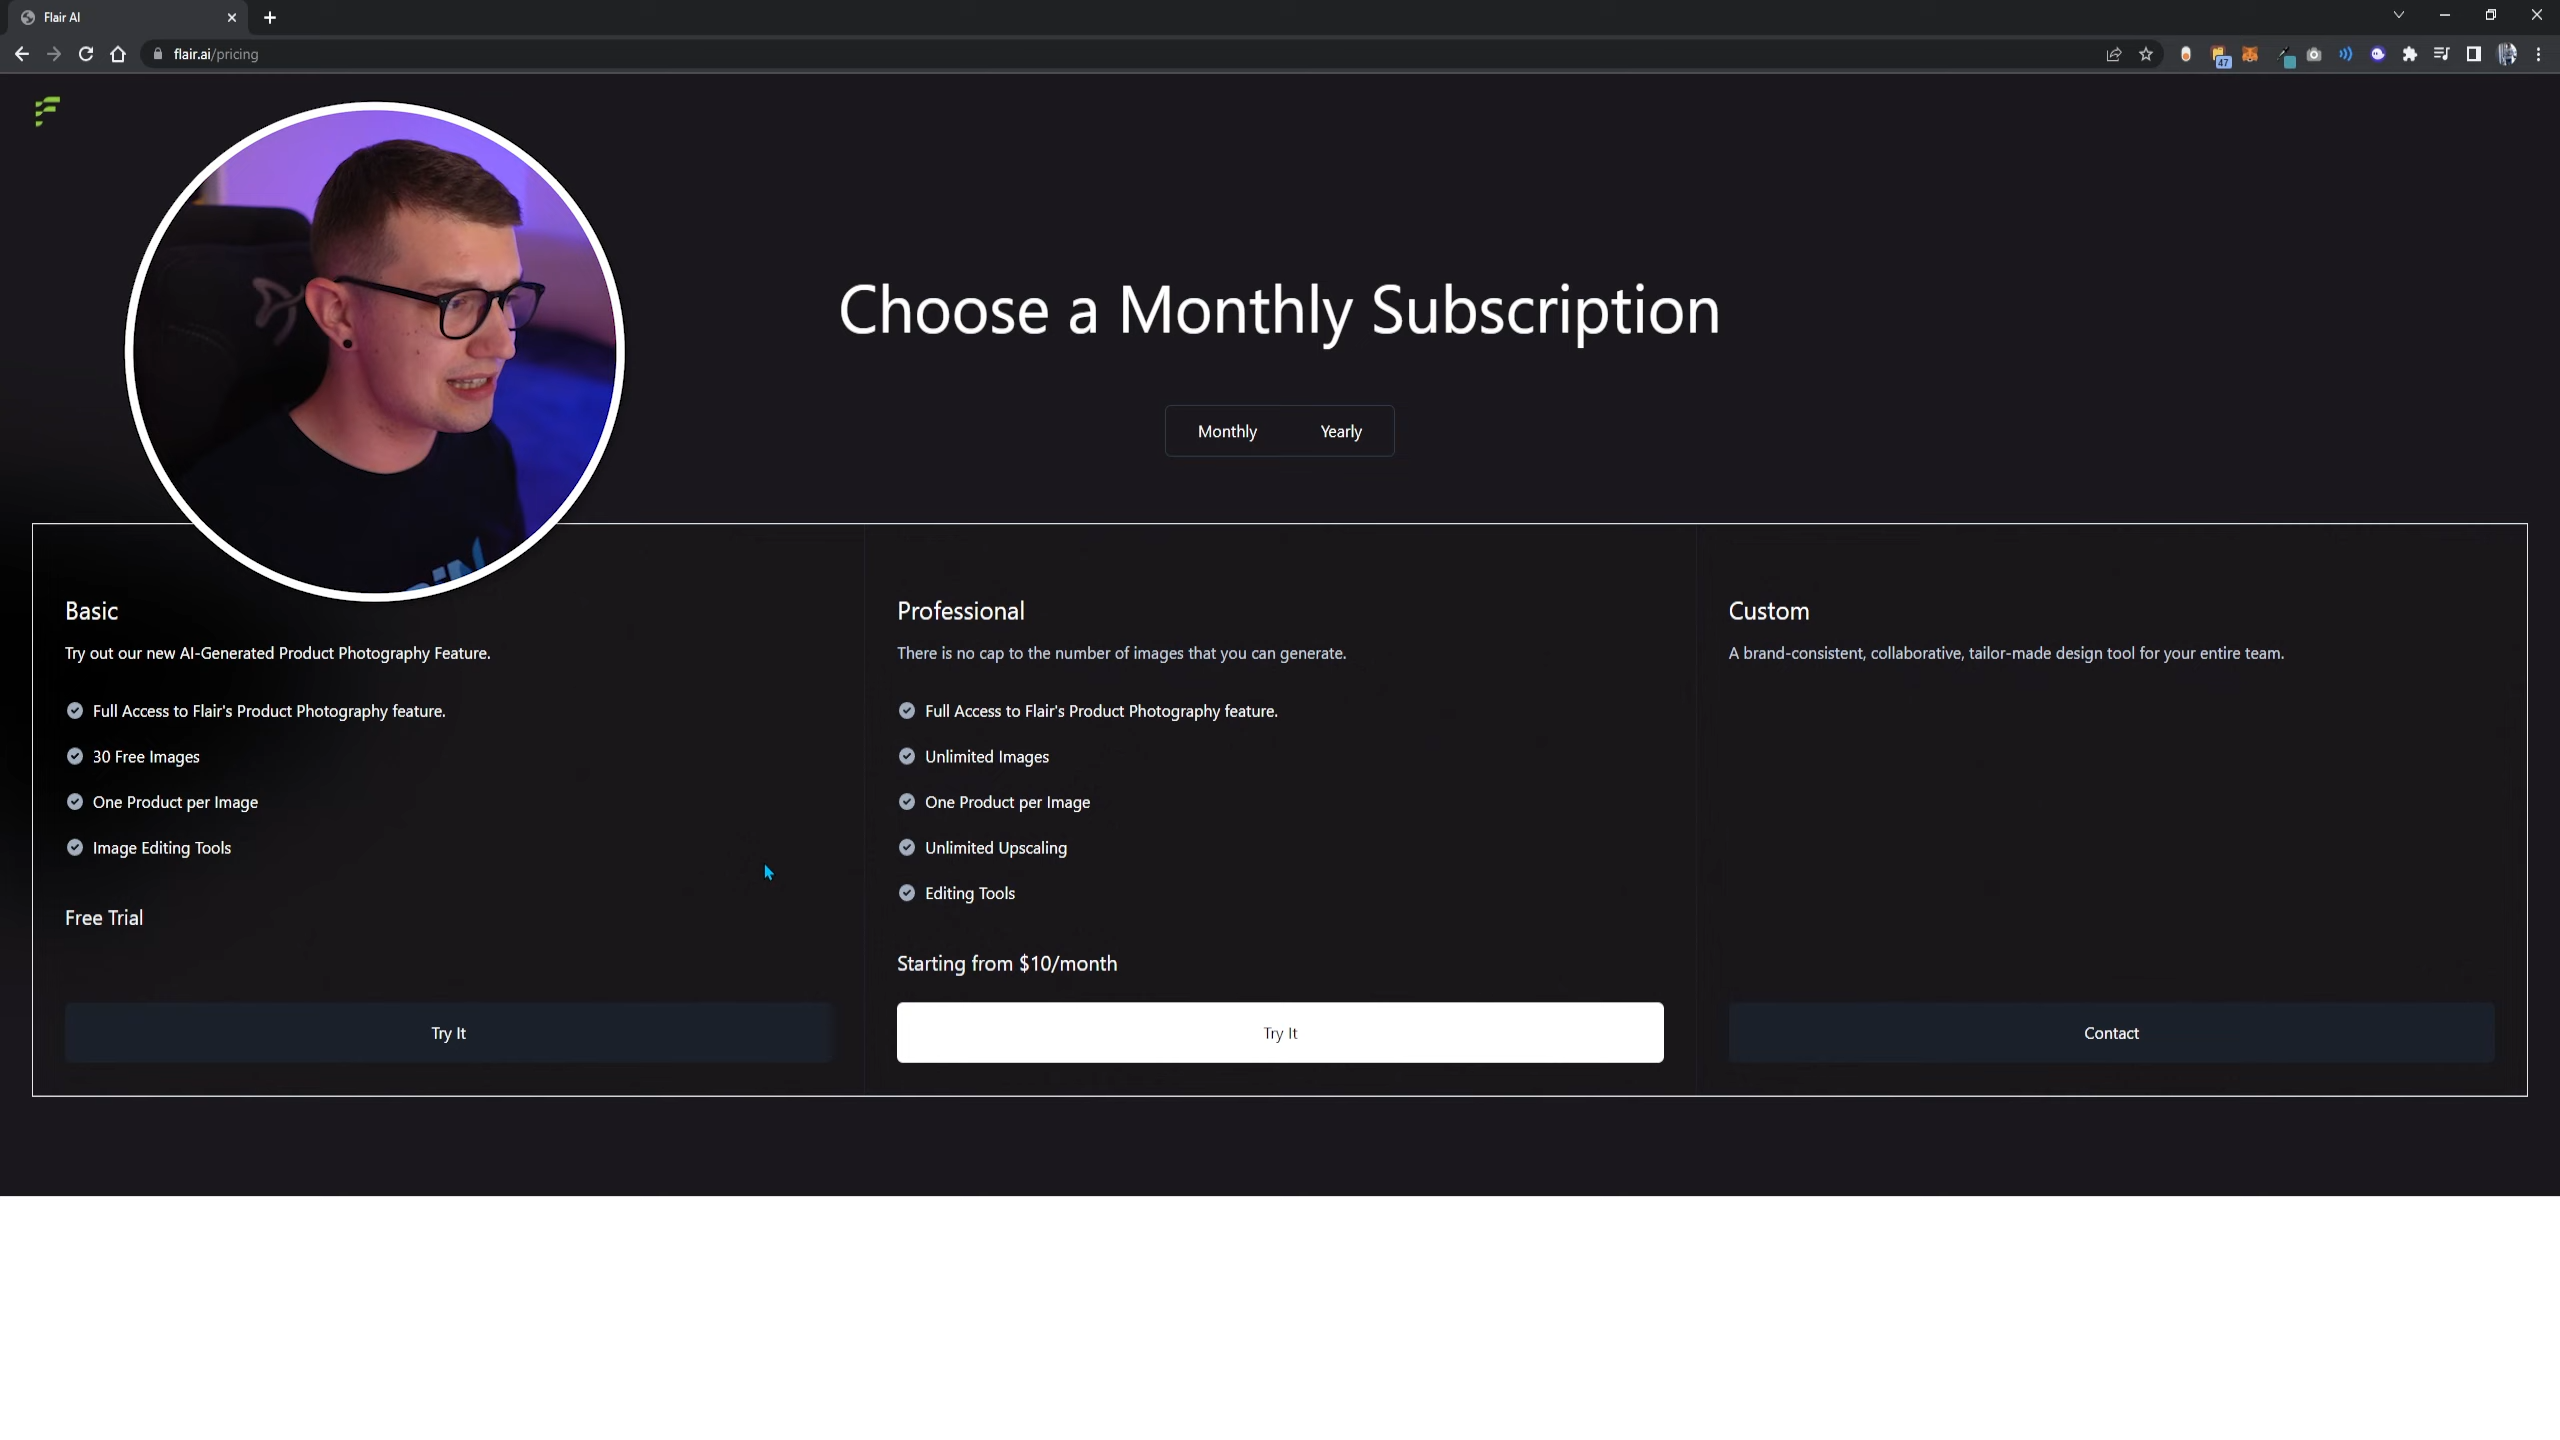 Flair AI
flair.ai/pricing
47
Choose a Monthly Subscription
Monthly
Yearly
Basic
Try out our new AI-Generated Product Photography Feature.
Full Access to Flair's Product Photography feature.
30 Free Images
One Product per Image
Image Editing Tools
Free Trial
Try It
Professional
There is no cap to the number of images that you can generate.
Full Access to Flair's Product Photography feature.
Unlimited Images
One Product per Image
Unlimited Upscaling
Editing Tools
Starting from $10/month
Try It
Custom
A brand-consistent, collaborative, tailor-made design tool for your entire team.
Contact